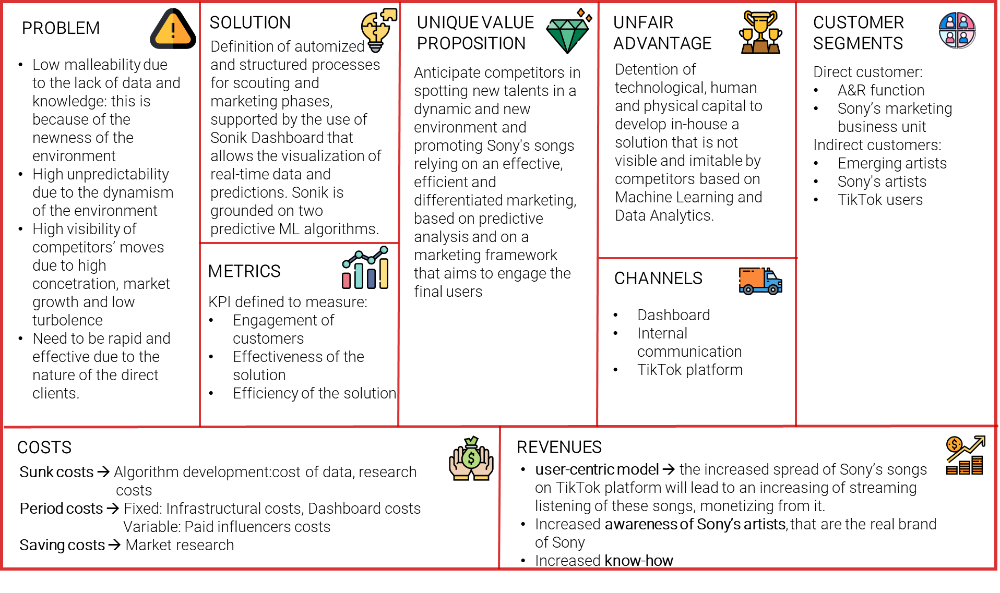 PROBLEM
• Low malleability due
to the lack of data and
knowledge: this is
because of the
newness of the
environment
• High unpredictability
due to the dynamism
of the environment
• High visibility of
competitors’ moves
due to high
concetration, market
growth and low
turbolence
• Need to be rapid and
effective due to the
nature of the direct
clients.
SOLUTION
Definition of automized
and structured processes
for scouting and
marketing phases,
supported by the use of
Sonik Dashboard that
allows the visualization of
real-time data and
predictions. Sonik is
grounded on two
predictive ML algorithms.
METRICS
KPI defined to measure:
• Engagement of
customers
• Effectiveness of the
solution
• Efficiency of the solution
UNIQUE VALUE
PROPOSITION
Anticipate competitors in
spotting new talents in a
dynamic and new
environment and
promoting Sony's songs
relying on an effective,
efficient and
differentiated marketing,
based on predictive
analysis and on a
marketing framework
that aims to engage the
final users
UNFAIR
ADVANTAGE
Detention of
technological, human
and physical capital to
develop in-house a
solution that is not
visible and imitable by
competitors based on
Machine Learning and
Data Analytics.
CHANNELS
• Dashboard
• Internal
communication
• TikTok platform
CUSTOMER
SEGMENTS
Direct customer:
• A&R function
• Sony’s marketing
business unit
Indirect customers:
• Emerging artists
• Sony's artists
• TikTok users
COSTS
Sunk costs → Algorithm development:cost of data, research
costs
Period costs → Fixed: Infrastructural costs, Dashboard costs
Variable: Paid influencers costs
Saving costs → Market research
REVENUES
• user-centric model → the increased spread of Sony’s songs
on TikTok platform will lead to an increasing of streaming
listening of these songs, monetizing from it.
• Increased awareness of Sony’s artists, that are the real brand
of Sony
• Increased know-how